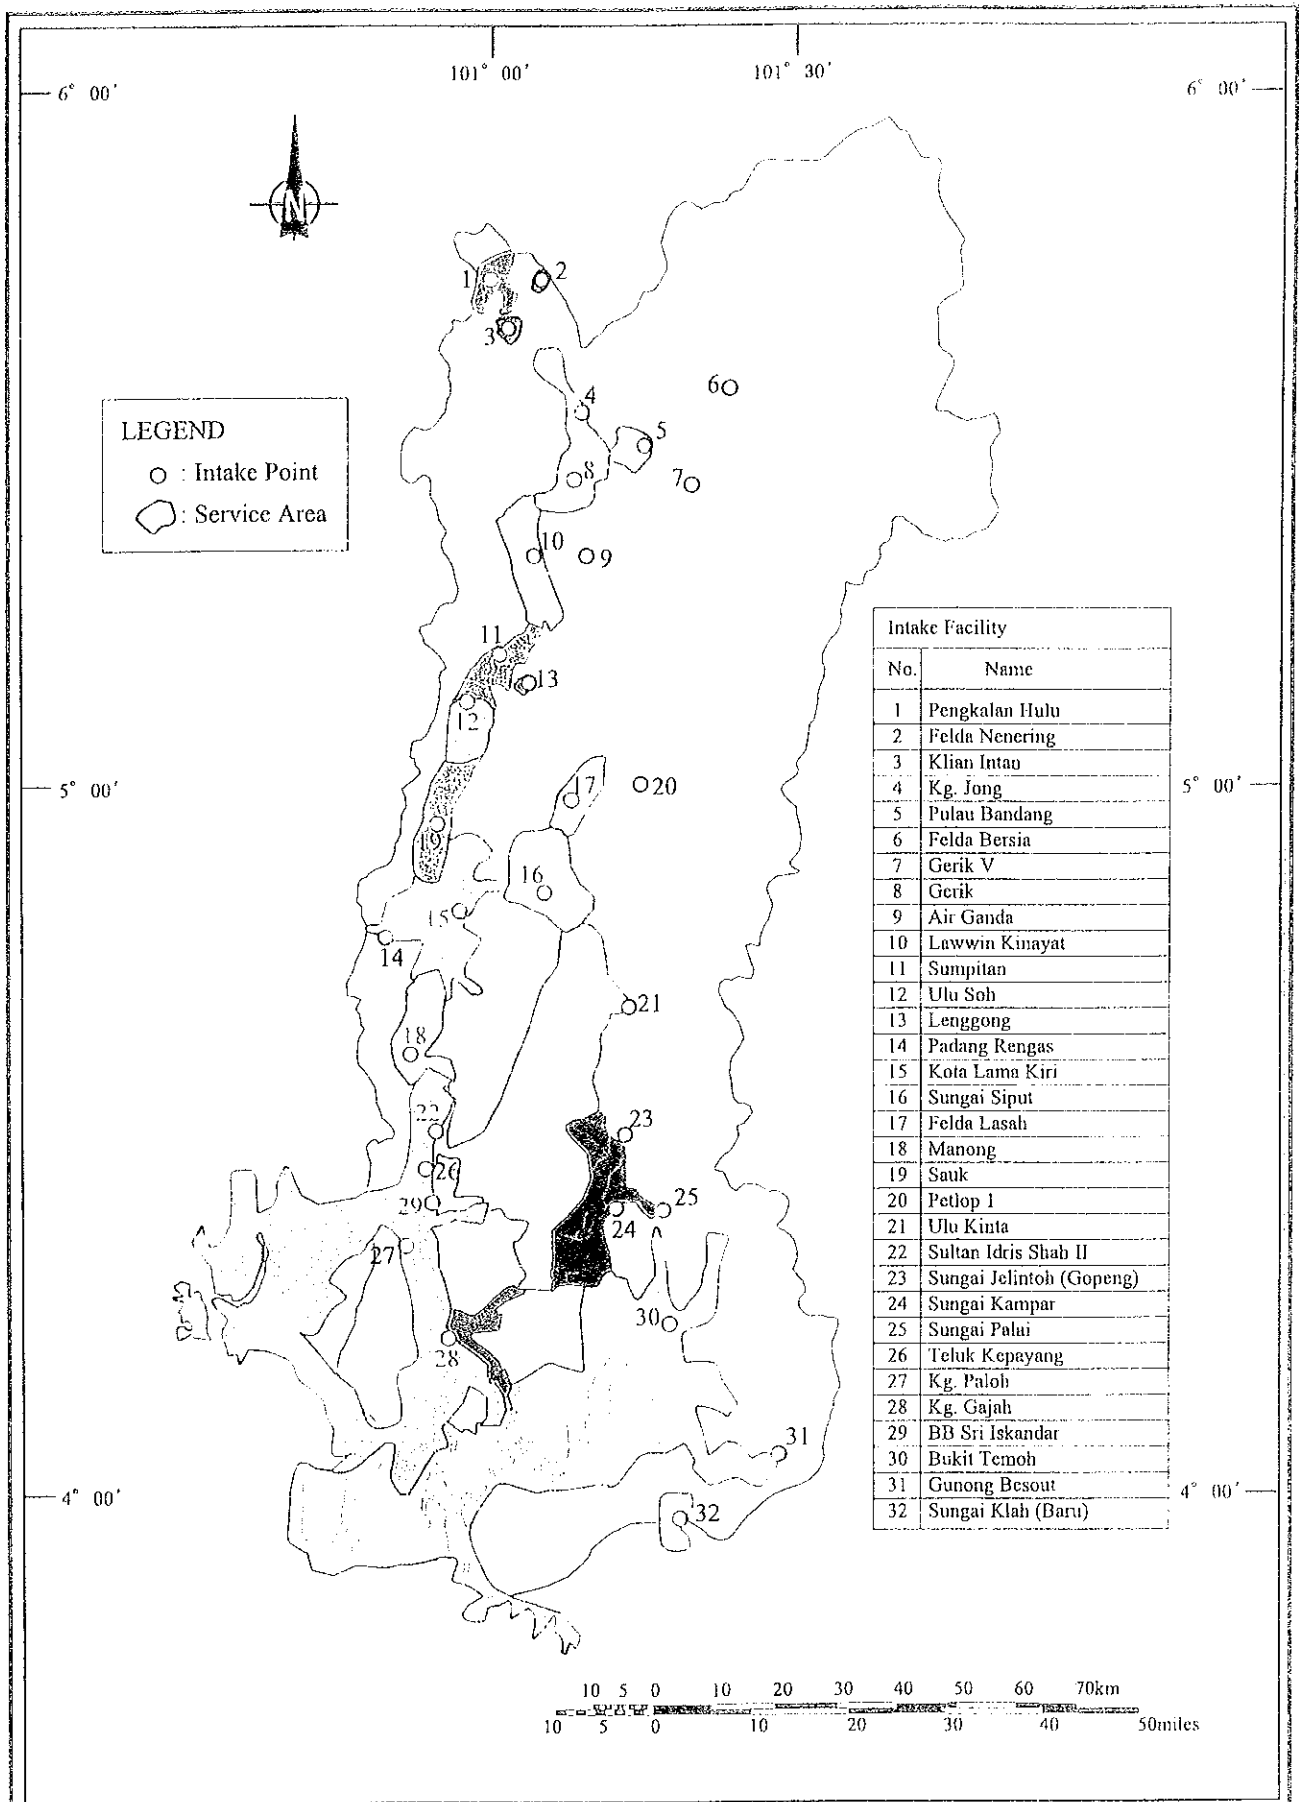 101° 00'
101° 30'
6° 00'
6° 00'
N
1
2
3
4
5
6
7
8
9
10
11
12
13
LEGEND
: Intake Point
: Service Area
5° 00'
5° 00'
17
20
19
16
15
14
21
18
22
23
26
25
24
29
27
30
28
31
32
4° 00'
4° 00'
Intake Facility
No. Name
1 Pengkalan Hulu
2 Felda Nenering
3 Klian Intan
4 Kg. Jong
5 Pulau Bandang
6 Felda Bersia
7 Gerik V
8 Gerik
9 Air Ganda
10 Lawwin Kinayat
11 Sumpitan
12 Ulu Soh
13 Lenggong
14 Padang Rengas
15 Kota Lama Kiri
16 Sungai Siput
17 Felda Lasah
18 Manong
19 Sauk
20 Petlop 1
21 Ulu Kinta
22 Sultan Idris Shah II
23 Sungai Jelintoh (Gopeng)
24 Sungai Kampar
25 Sungai Palui
26 Teluk Kepayang
27 Kg. Paloh
28 Kg. Gajah
29 BB Sri Iskandar
30 Bukit Temoh
31 Gunong Besout
32 Sungai Klah (Baru)
10 5 0 10 20 30 40 50 60 70km
10 5 0 10 20 30 40 50miles